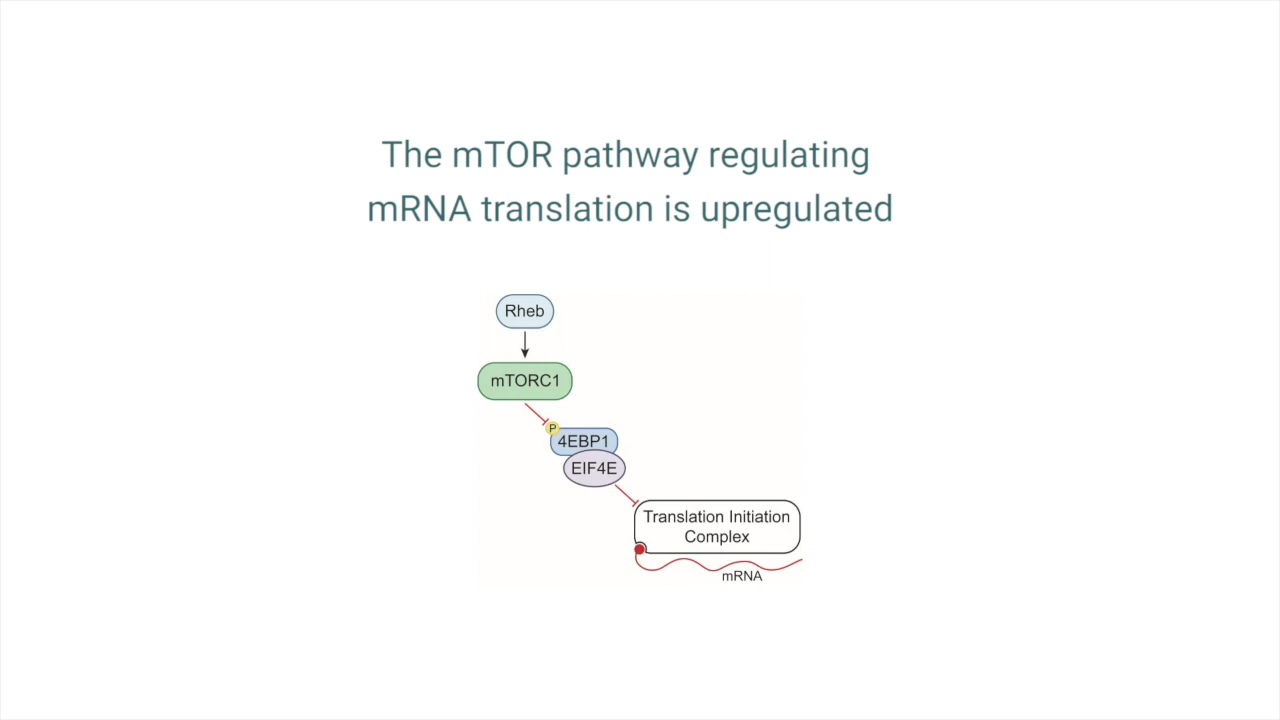 The mTOR pathway regulating
mRNA translation is upregulated
Rheb
mTORC1
P
4EBP1
EIF4E
Translation Initiation
Complex
mRNA